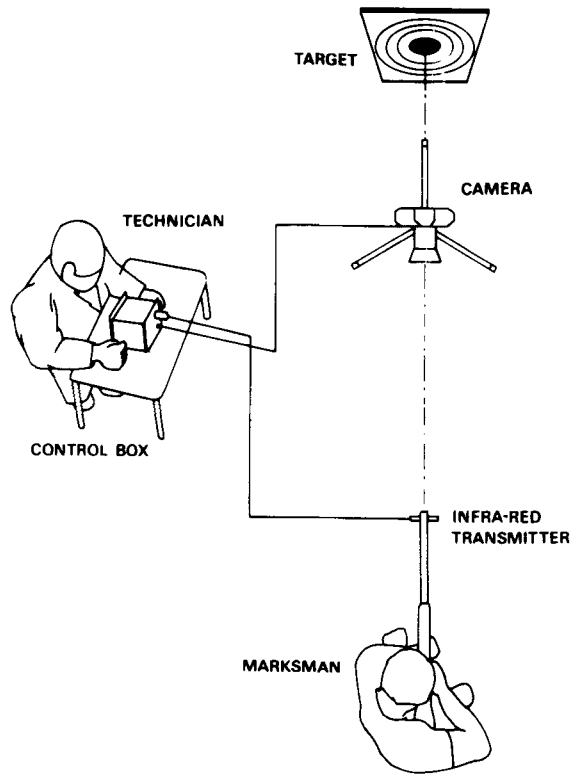 TARGET
CAMERA
TECHNICIAN
CONTROL BOX
INFRA-RED
TRANSMITTER
MARKSMAN